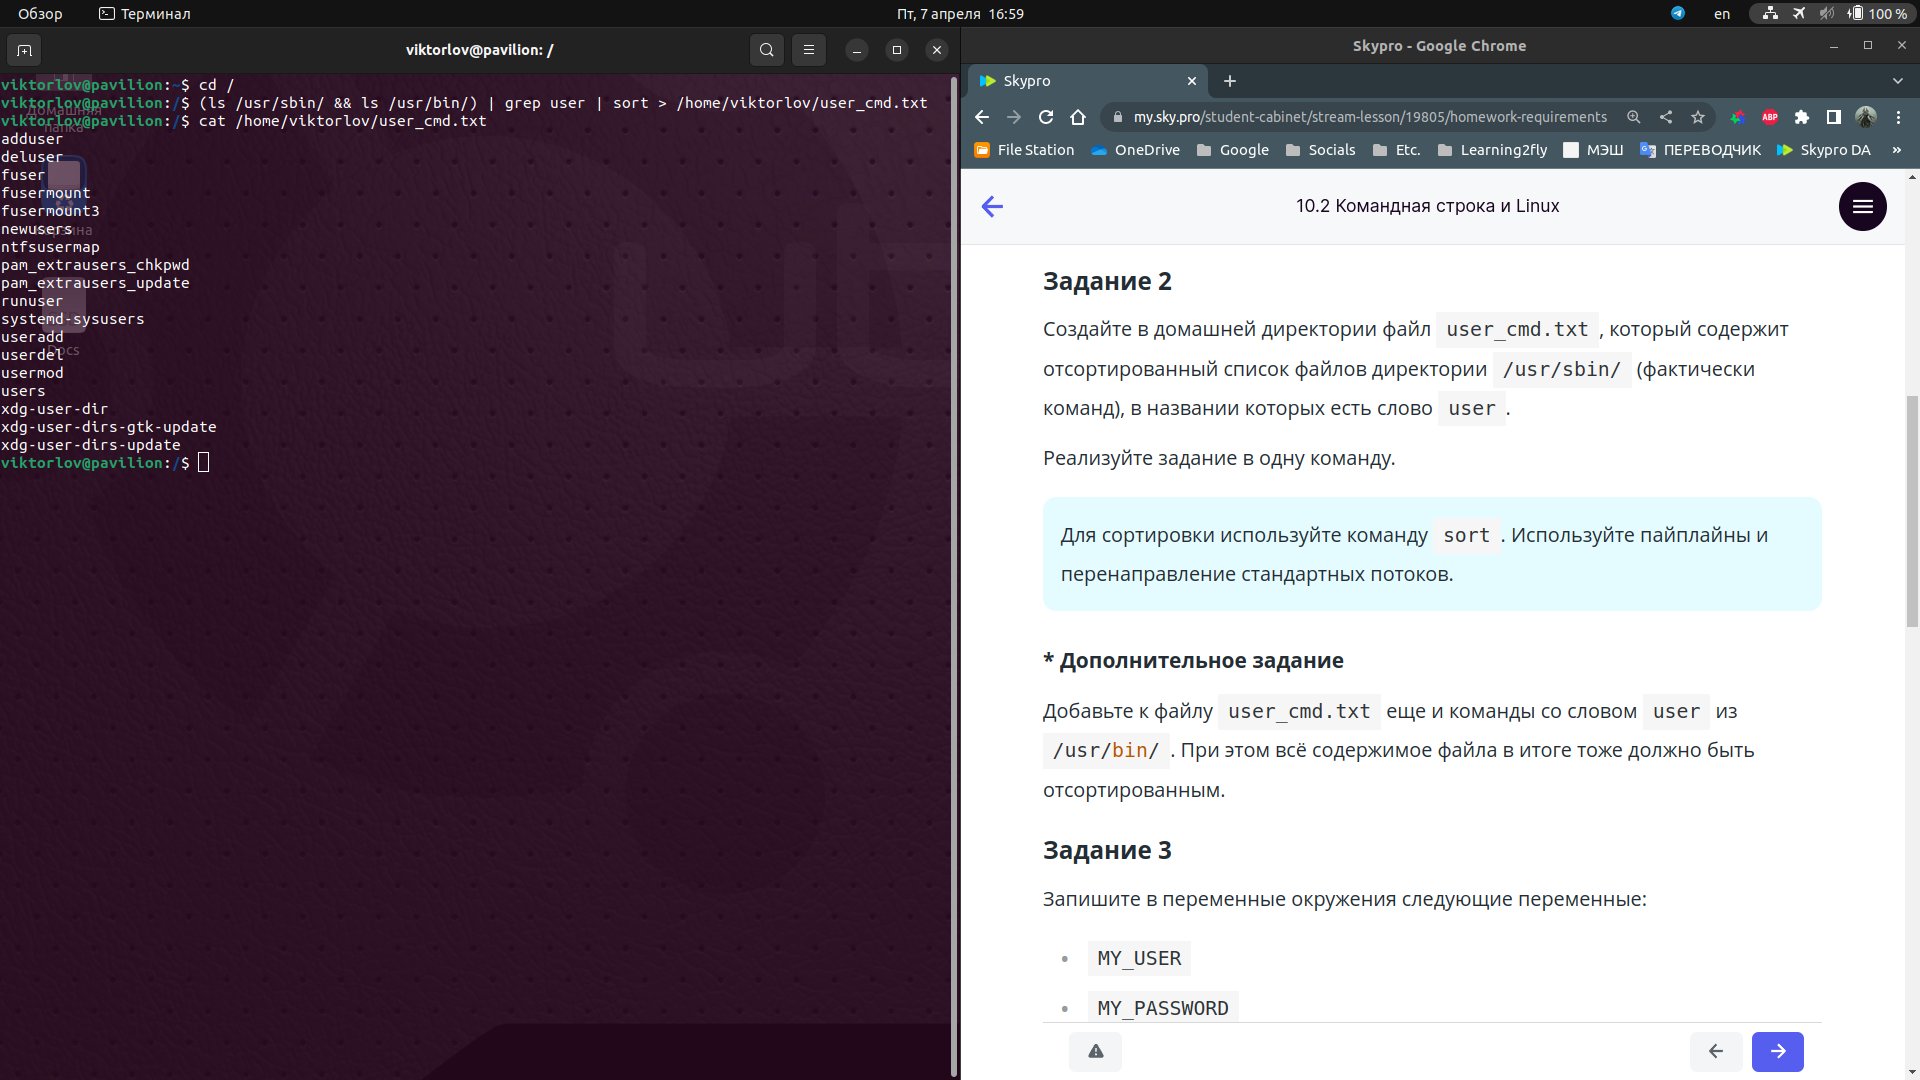 Обзор
Терминал
Пт, 7 апреля 16:59
en
100 %
viktorlov@pavilion: /
viktorlov@pavilion:~$ cd /
viktorlov@pavilion:/$ (ls /usr/sbin/ && ls /usr/bin/) | grep user | sort > /home/viktorlov/user_cmd.txt
viktorlov@pavilion:/$ cat /home/viktorlov/user_cmd.txt
adduser
deluser
fuser
fusermount
fusermount3
newusers
ntfsusermap
pam_extrausers_chkpwd
pam_extrausers_update
runuser
systemd-sysusers
useradd
userdel
usermod
users
xdg-user-dir
xdg-user-dirs-gtk-update
xdg-user-dirs-update
viktorlov@pavilion:/$
Домашняя
папка
Корзина
Docs
Skypro - Google Chrome
Skypro
my.sky.pro/student-cabinet/stream-lesson/19805/homework-requirements
ABP
File Station
OneDrive
Google
Socials
Etc.
Learning2fly
МЭШ
ПЕРЕВОДЧИК
Skypro DA
»
10.2 Командная строка и Linux
Задание 2
Создайте в домашней директории файл user_cmd.txt , который содержит
отсортированный список файлов директории /usr/sbin/ (фактически
команд), в названии которых есть слово user .
Реализуйте задание в одну команду.
Для сортировки используйте команду sort . Используйте пайплайны и
перенаправление стандартных потоков.
* Дополнительное задание
Добавьте к файлу user_cmd.txt еще и команды со словом user из
/usr/bin/ . При этом всё содержимое файла в итоге тоже должно быть
отсортированным.
Задание 3
Запишите в переменные окружения следующие переменные:
MY_USER
MY_PASSWORD